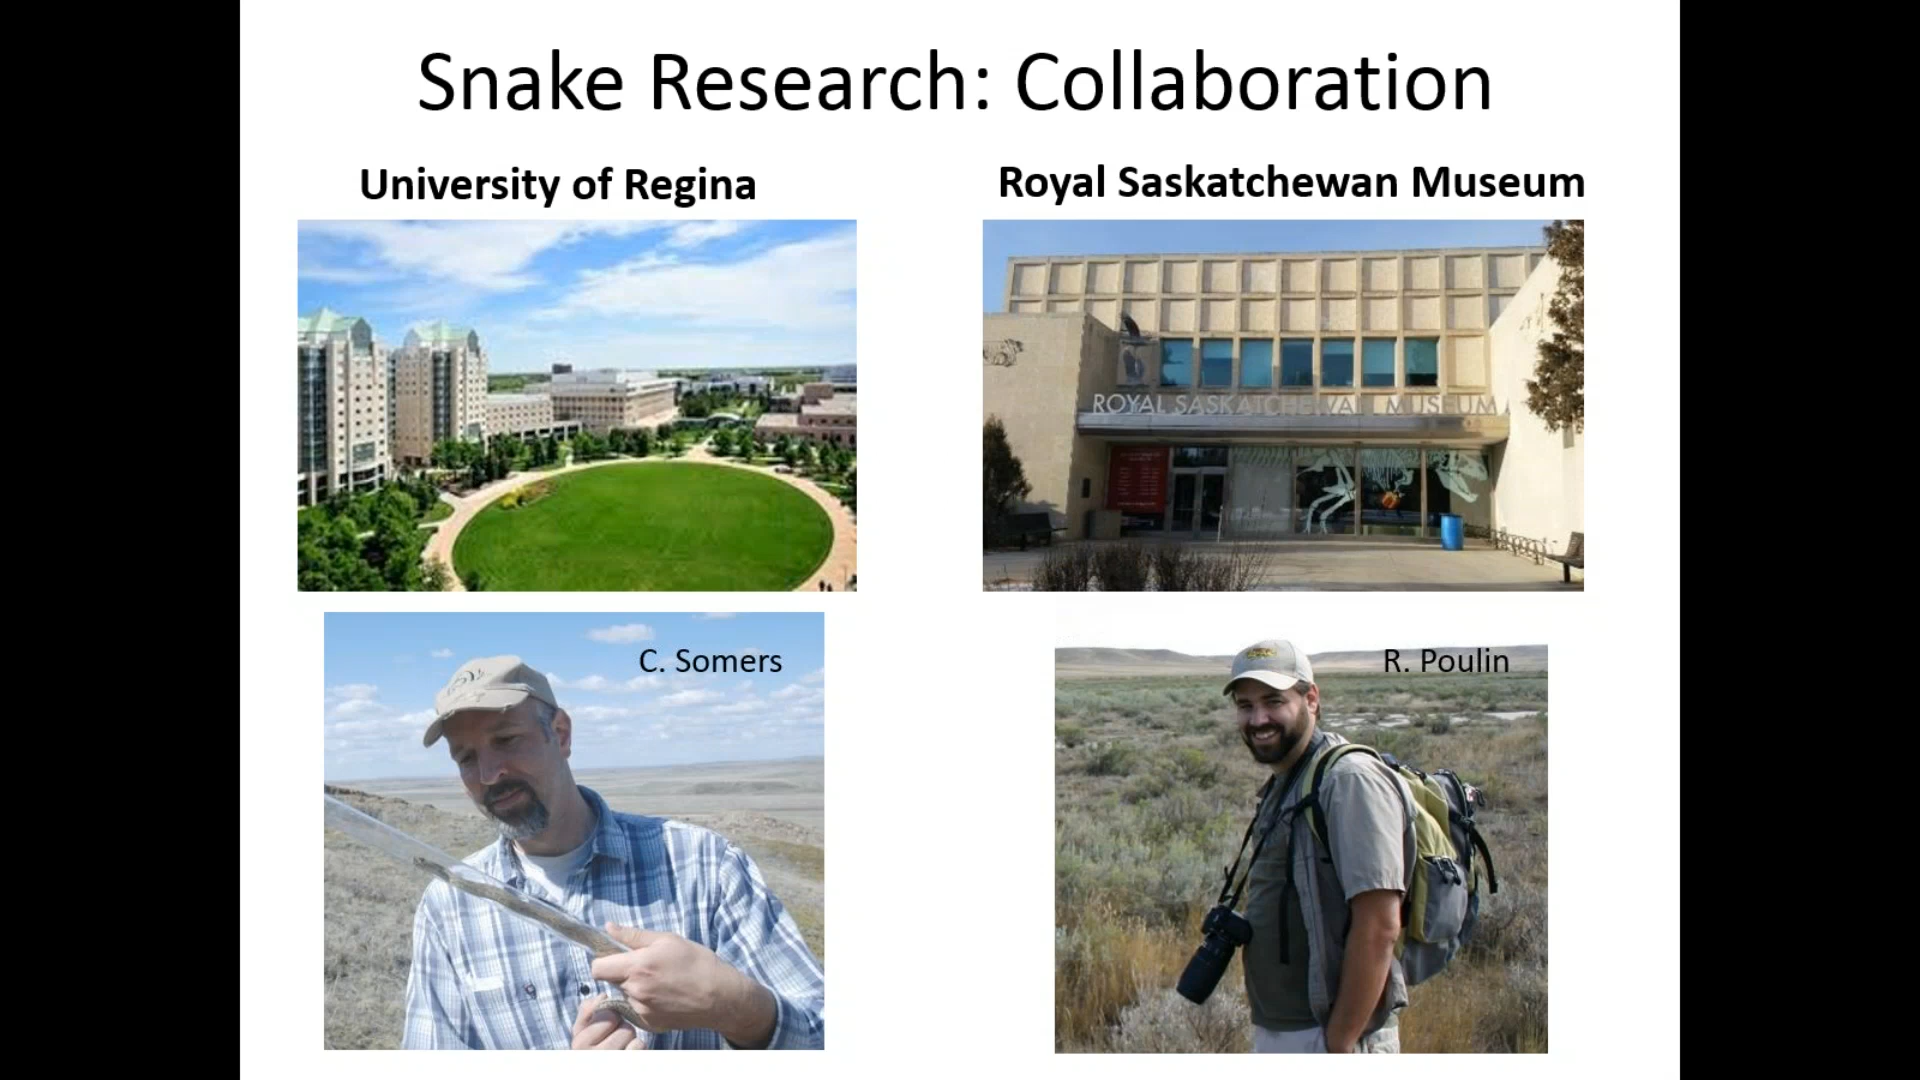 Snake Research: Collaboration
University of Regina
Royal Saskatchewan Museum
ROYAL SASKATCHEWAN MUSEUM
C. Somers
R. Poulin